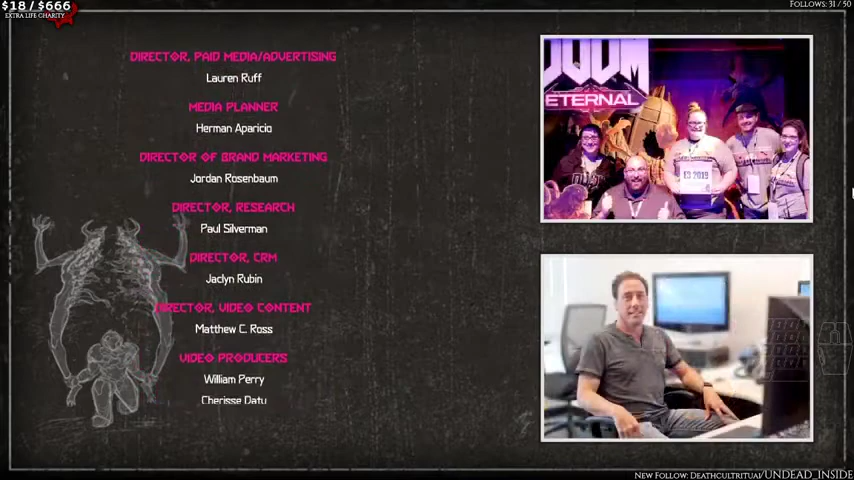 $18 / $666
EXTRA LIFE CHARITY
FOLLOWS: 31 / 50
DIRECTOR, PAID MEDIA/ADVERTISING
Lauren Ruff
MEDIA PLANNER
Herman Aparicio
DIRECTOR OF BRAND MARKETING
Jordan Rosenbaum
DIRECTOR, RESEARCH
Paul Silverman
DIRECTOR, CRM
Jaclyn Rubin
DIRECTOR, VIDEO CONTENT
Matthew C. Ross
VIDEO PRODUCERS
William Perry
Cherisse Datu
DOOM
ETERNAL
E3 2019
NEW FOLLOW: DEATHCULTRITUAL/UNDEAD_INSIDE